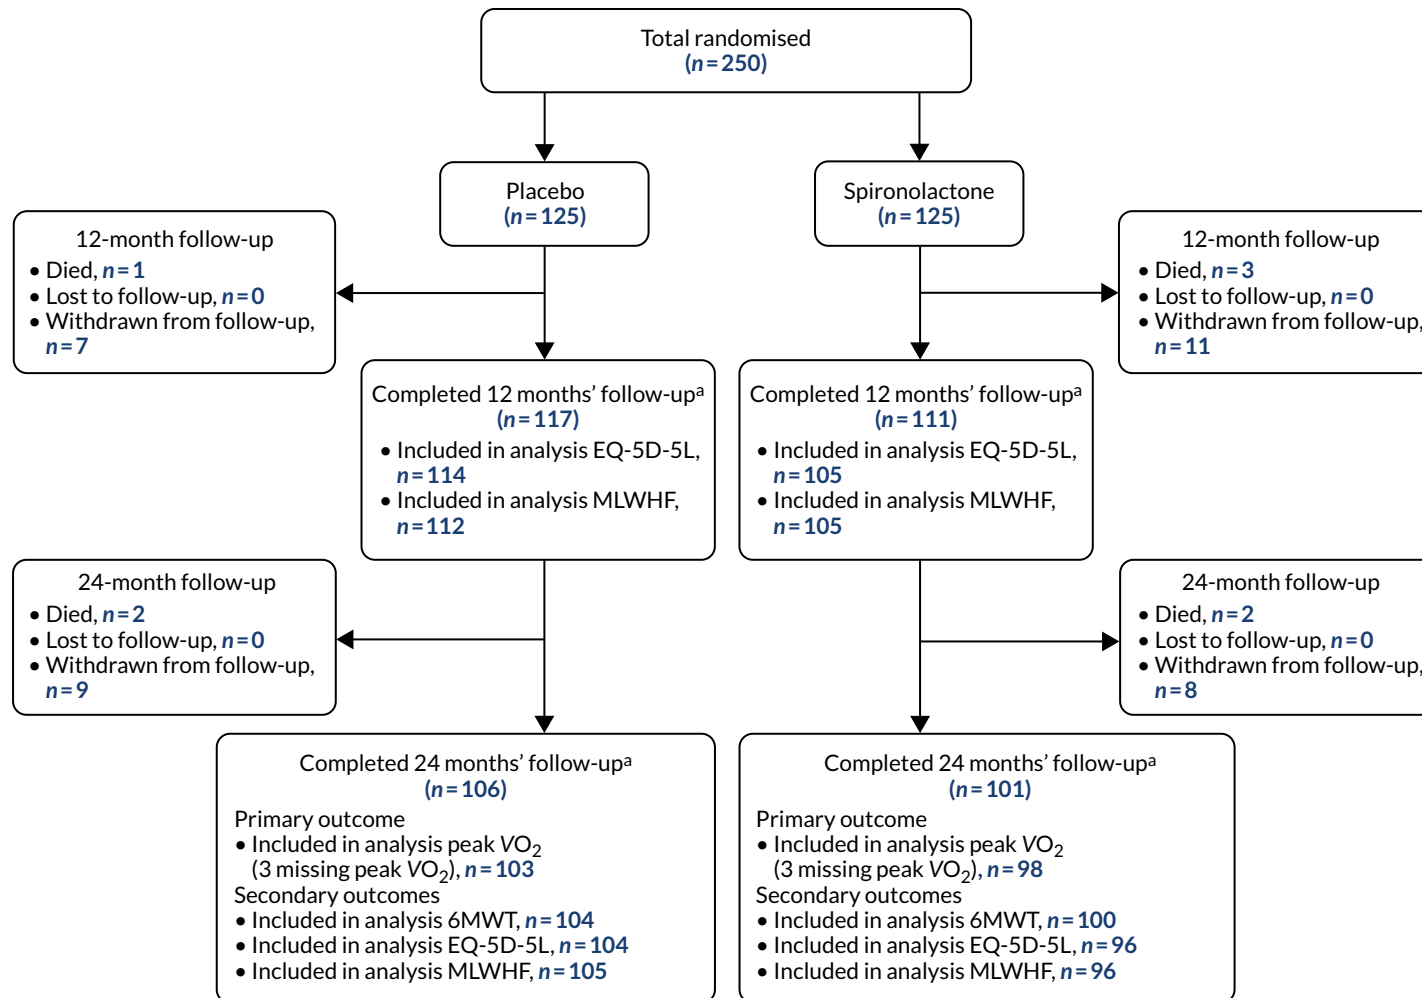 Total randomised
(n = 250)
Placebo
(n = 125)
Spironolactone
(n = 125)
12-month follow-up
• Died, n = 1
• Lost to follow-up, n = 0
• Withdrawn from follow-up,
n = 7
12-month follow-up
• Died, n = 3
• Lost to follow-up, n = 0
• Withdrawn from follow-up,
n = 11
Completed 12 months’ follow-upᵃ
(n = 117)
• Included in analysis EQ-5D-5L,
n = 114
• Included in analysis MLWHF,
n = 112
Completed 12 months’ follow-upᵃ
(n = 111)
• Included in analysis EQ-5D-5L,
n = 105
• Included in analysis MLWHF,
n = 105
24-month follow-up
• Died, n = 2
• Lost to follow-up, n = 0
• Withdrawn from follow-up,
n = 9
24-month follow-up
• Died, n = 2
• Lost to follow-up, n = 0
• Withdrawn from follow-up,
n = 8
Completed 24 months’ follow-upᵃ
(n = 106)
Primary outcome
• Included in analysis peak VO₂
(3 missing peak VO₂), n = 103
Secondary outcomes
• Included in analysis 6MWT, n = 104
• Included in analysis EQ-5D-5L, n = 104
• Included in analysis MLWHF, n = 105
Completed 24 months’ follow-upᵃ
(n = 101)
Primary outcome
• Included in analysis peak VO₂
(3 missing peak VO₂), n = 98
Secondary outcomes
• Included in analysis 6MWT, n = 100
• Included in analysis EQ-5D-5L, n = 96
• Included in analysis MLWHF, n = 96